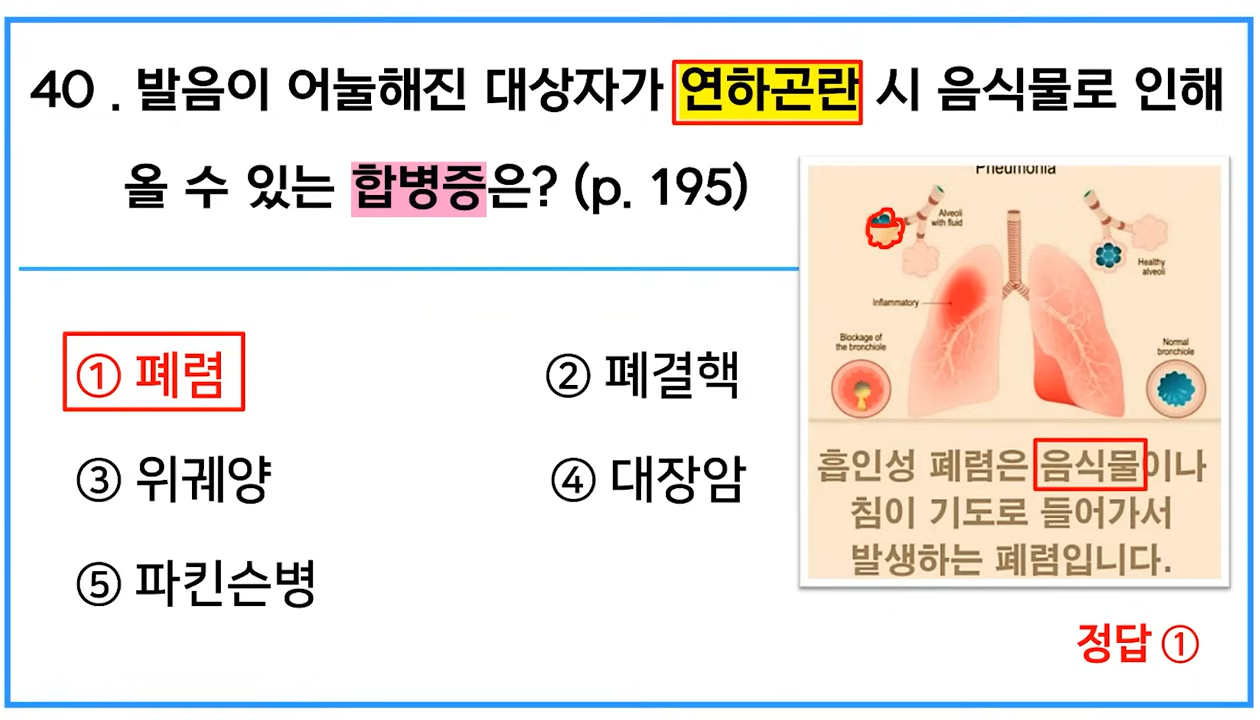 40 . 발음이 어눌해진 대상자가 연하곤란 시 음식물로 인해
올 수 있는 합병증은? (p. 195)
① 폐렴
② 폐결핵
③ 위궤양
④ 대장암
⑤ 파킨슨병
Pneumonia
Alveoli
with fluid
Healthy
alveoli
Inflammatory
Blockage of
the bronchiole
Normal
bronchiole
흡인성 폐렴은 음식물이나
침이 기도로 들어가서
발생하는 폐렴입니다.
정답 ①